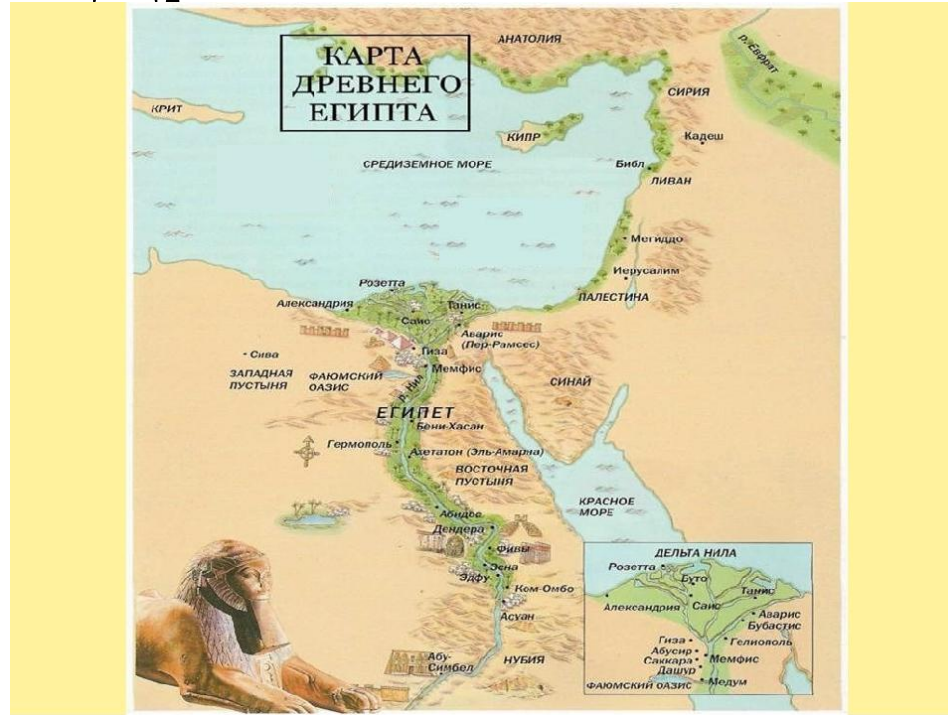 КАРТА
ДРЕВНЕГО
ЕГИПТА
АНАТОЛИЯ
р. Евфрат
КРИТ
СИРИЯ
КИПР
Кадеш
СРЕДИЗЕМНОЕ МОРЕ
Библ
ЛИВАН
Мегиддо
Иерусалим
ПАЛЕСТИНА
Розетта
Александрия
Танис
Саис
Аварис
(Пер-Рамсес)
Гиза
Сива
ЗАПАДНАЯ
ПУСТЫНЯ
ФАЮМСКИЙ
ОАЗИС
Мемфис
р. Нил
СИНАЙ
ЕГИПЕТ
Бени-Хасан
Гермополь
Ахетатон (Эль-Амарна)
ВОСТОЧНАЯ
ПУСТЫНЯ
КРАСНОЕ
МОРЕ
Абидос
Дендера
Фивы
Эсна
Эдфу
Ком-Омбо
Асуан
Абу-
Симбел
НУБИЯ
ДЕЛЬТА НИЛА
Розетта
Буто
Танис
Александрия
Саис
Аварис
Бубастис
Гиза
Гелиополь
Абусир
Саккара
Мемфис
Дашур
ФАЮМСКИЙ ОАЗИС
Медум